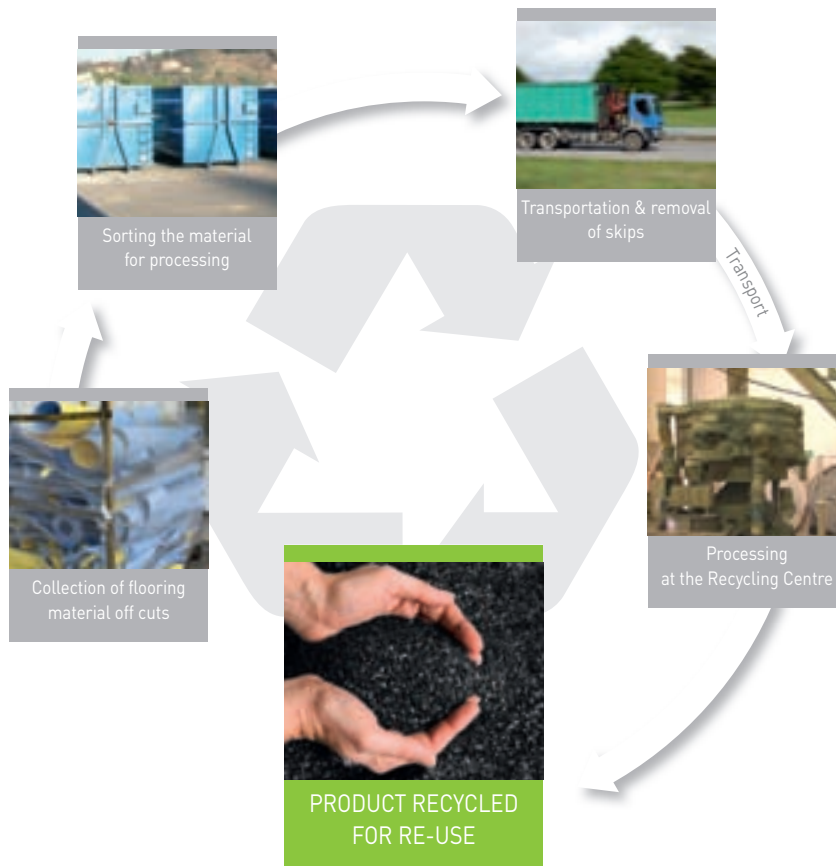 Sorting the material
for processing
Transportation & removal
of skips
Transport
Collection of flooring
material off cuts
Processing
at the Recycling Centre
PRODUCT RECYCLED
FOR RE-USE